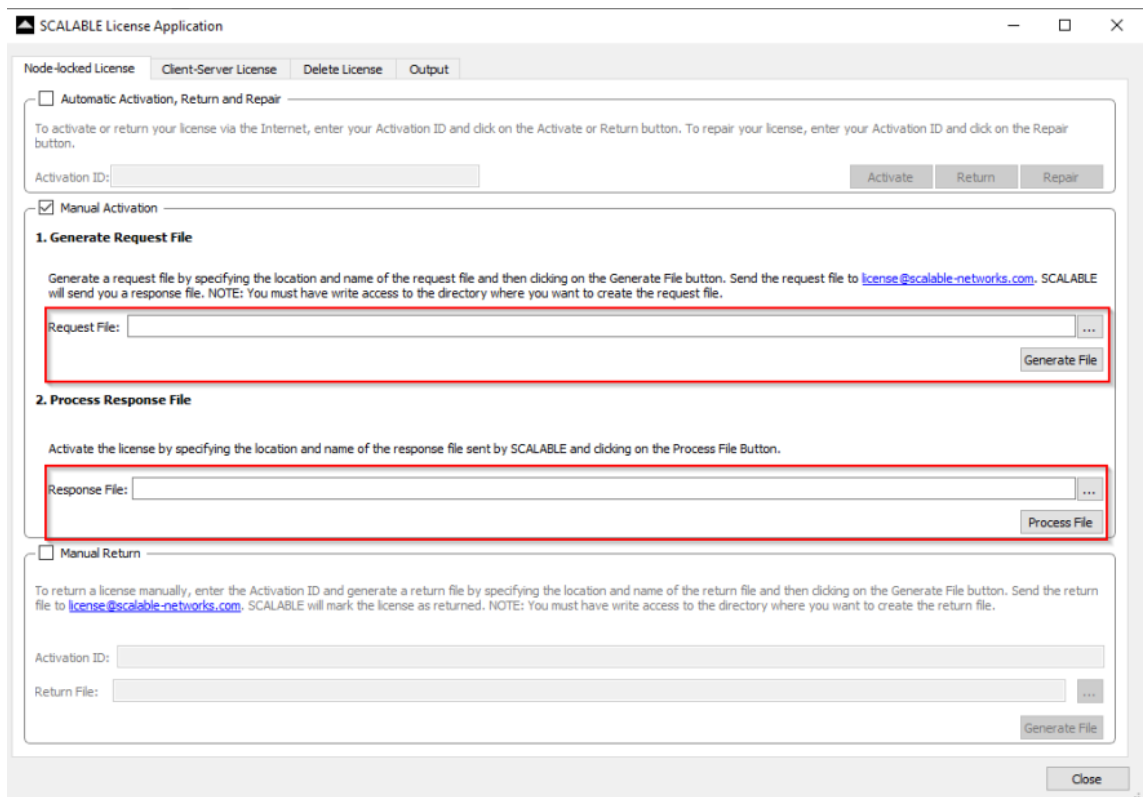 SCALABLE License Application
Node-locked License Client-Server License Delete License Output
Automatic Activation, Return and Repair
To activate or return your license via the Internet, enter your Activation ID and click on the Activate or Return button. To repair your license, enter your Activation ID and click on the Repair
button.
Activation ID: Activate Return Repair
Manual Activation
1. Generate Request File
Generate a request file by specifying the location and name of the request file and then clicking on the Generate File button. Send the request file to license@scalable-networks.com. SCALABLE
will send you a response file. NOTE: You must have write access to the directory where you want to create the request file.
Request File: ...
Generate File
2. Process Response File
Activate the license by specifying the location and name of the response file sent by SCALABLE and clicking on the Process File Button.
Response File: ...
Process File
Manual Return
To return a license manually, enter the Activation ID and generate a return file by specifying the location and name of the return file and then clicking on the Generate File button. Send the return
file to license@scalable-networks.com. SCALABLE will mark the license as returned. NOTE: You must have write access to the directory where you want to create the return file.
Activation ID:
Return File: ...
Generate File
Close